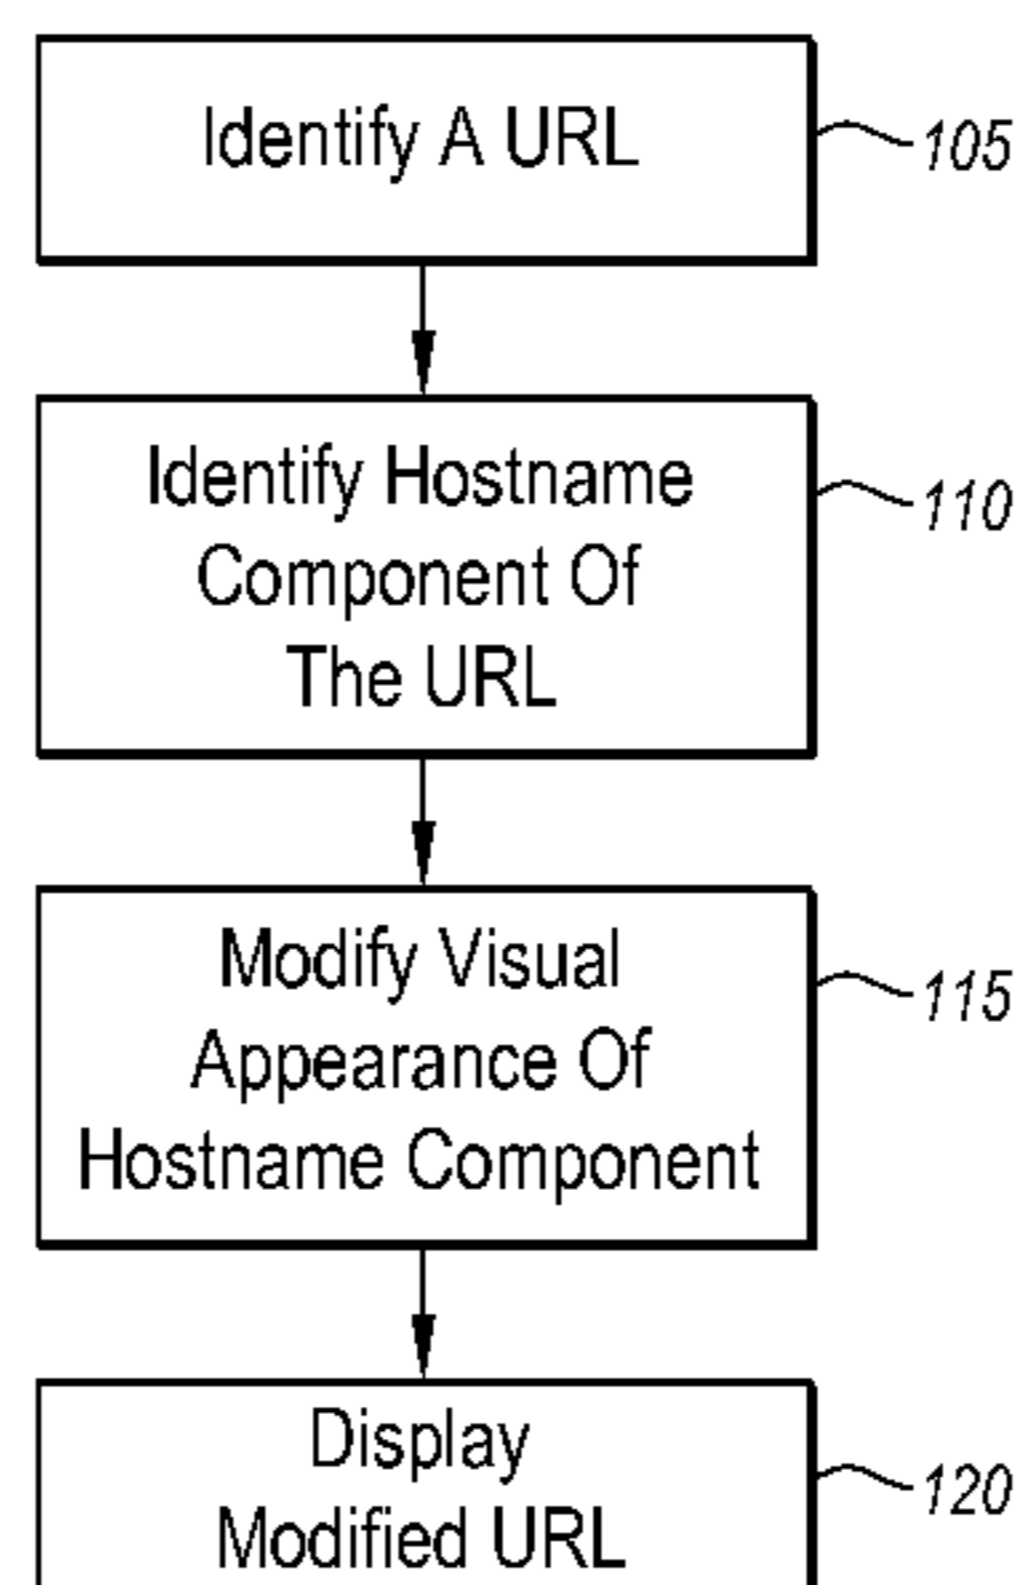 Identify A URL
105
Identify Hostname
Component Of
The URL
110
Modify Visual
Appearance Of
Hostname Component
115
Display
Modified URL
120